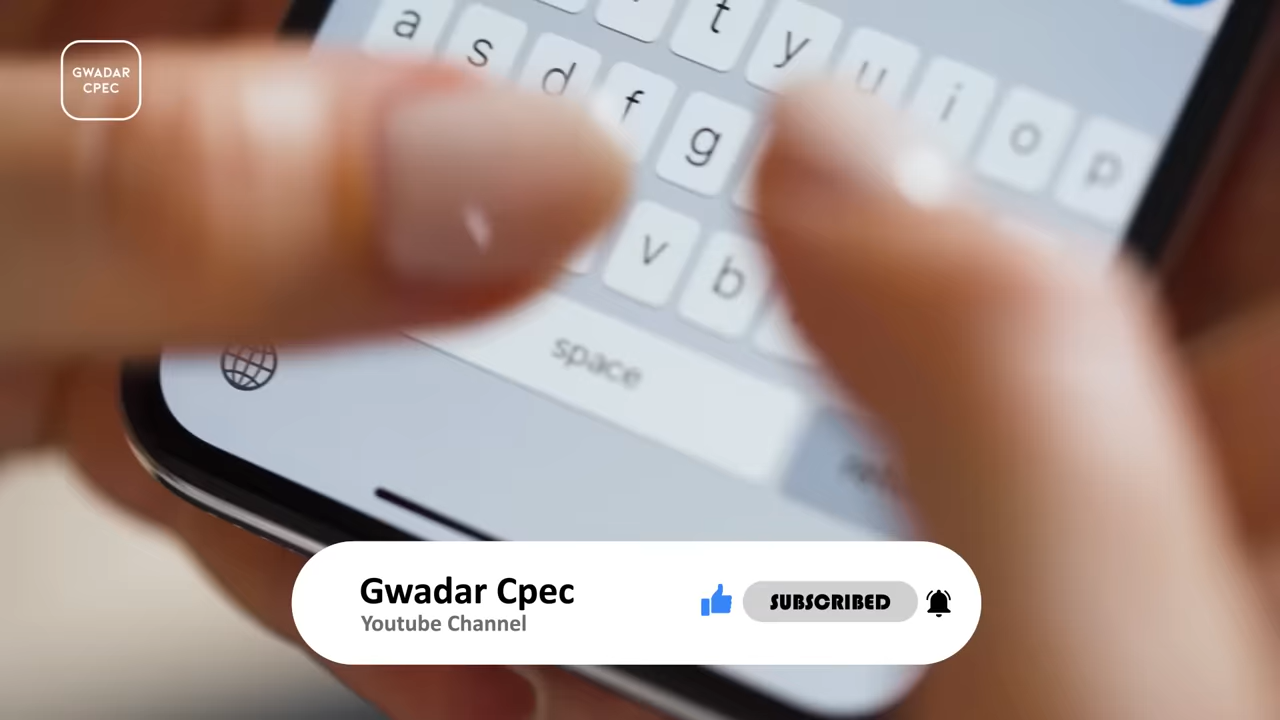 GWADAR
CPEC
t y u i o p
a s d f g
v b
space
Gwadar Cpec
Youtube Channel
SUBSCRIBED